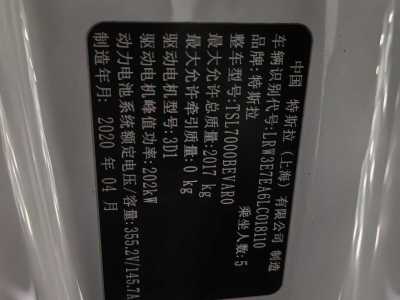 中国 特斯拉（上海）有限公司 制造
车辆识别代号：LRW3E7EA6LC018110
品牌：特斯拉 乘坐人数：5
整车型号：TSL7000BEVAR0
最大允许总质量：2017 kg
最大允许牵引质量：0 kg
驱动电机型号：3D1
驱动电机峰值功率：202kW
动力电池系统额定电压/容量：355.2V/145.7A
制造年月：2020 年 04 月